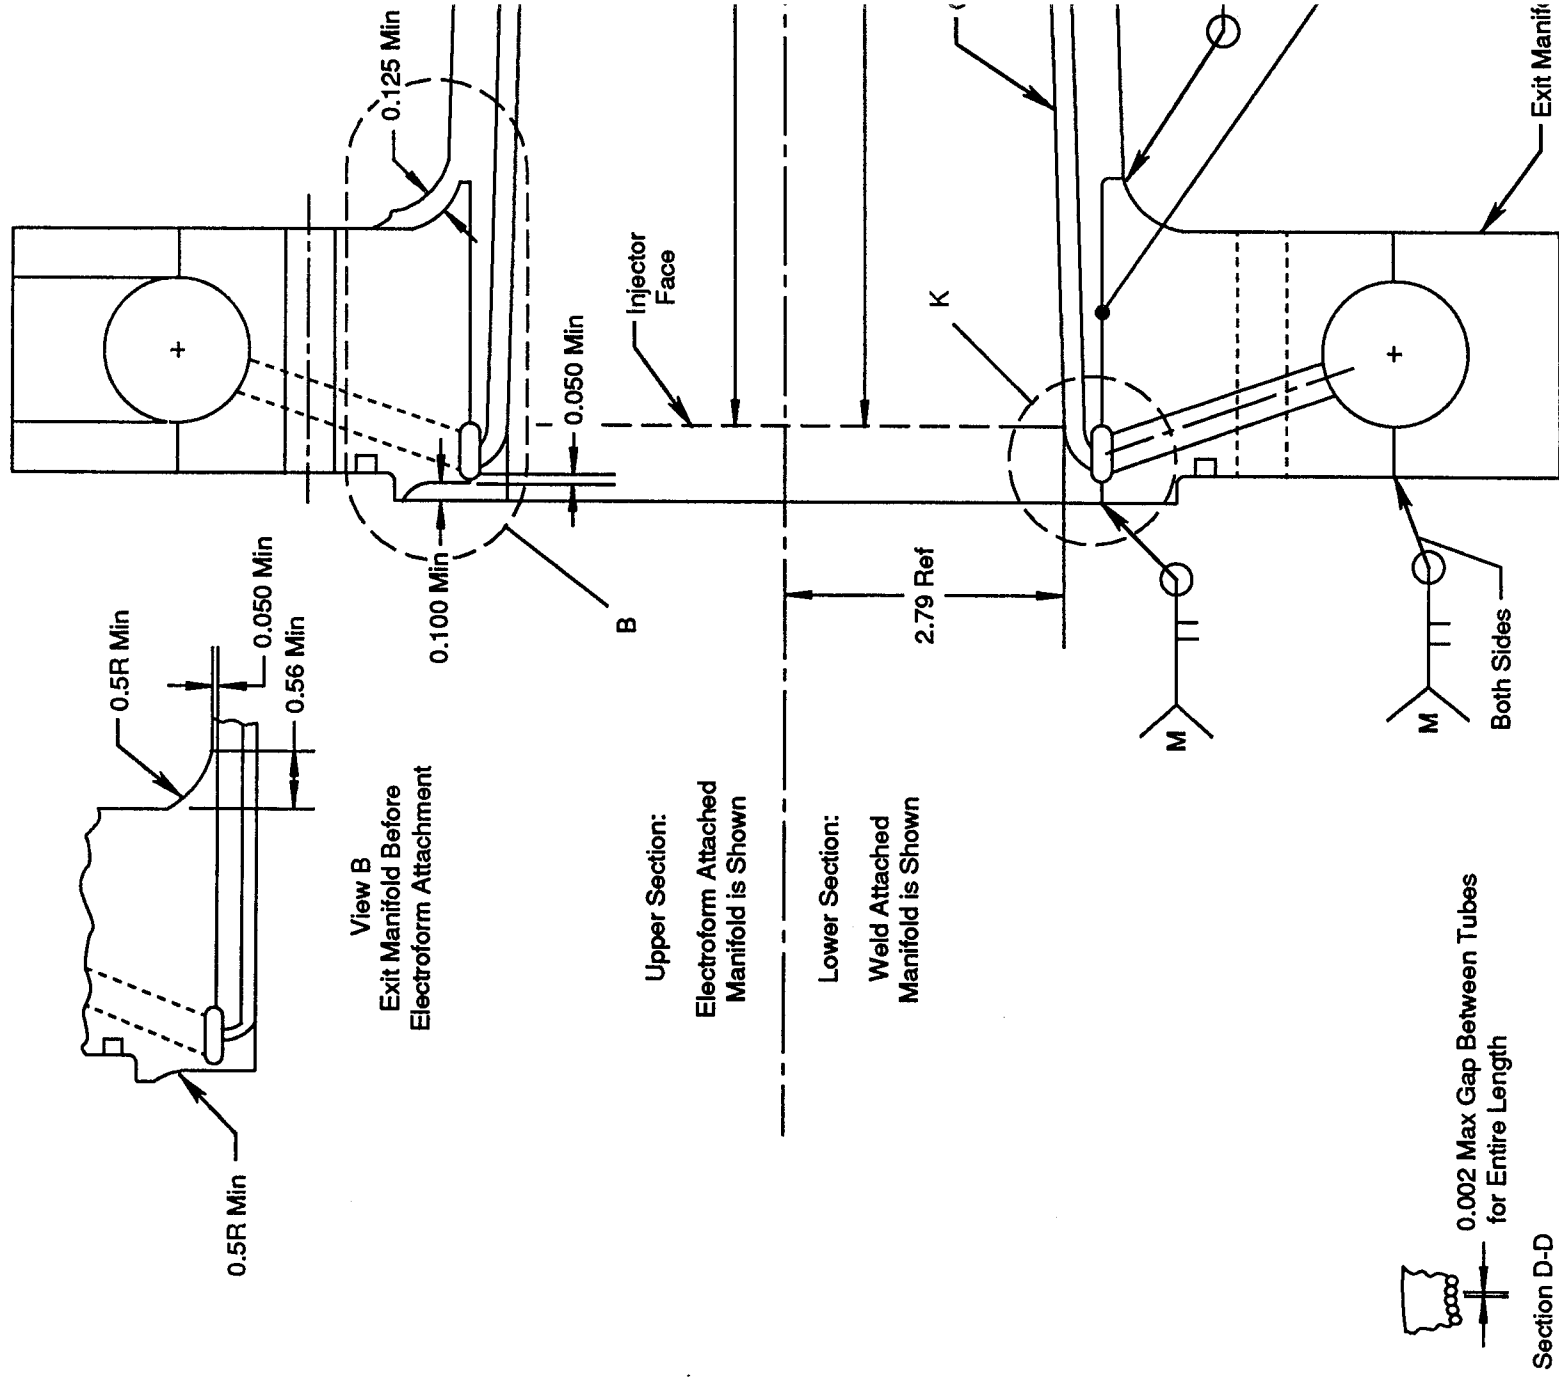 0.5R Min
0.050 Min
0.56 Min
0.5R Min
View B
Exit Manifold Before
Electroform Attachment
0.125 Min
0.100 Min
0.050 Min
B
Injector
Face
Upper Section:
Electroform Attached
Manifold is Shown
Lower Section:
Weld Attached
Manifold is Shown
2.79 Ref
K
M
M
Both Sides
Exit
0.002 Max Gap Between Tubes
for Entire Length
Section D-D